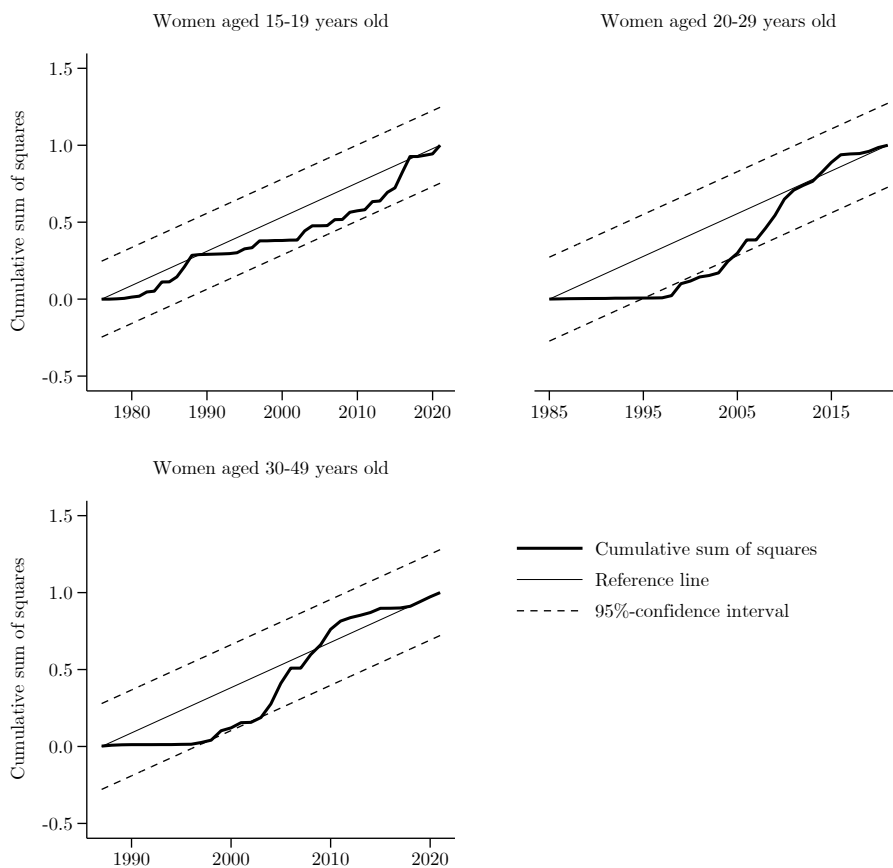 Women aged 15-19 years old
Cumulative sum of squares
1.5
1.0
0.5
0.0
-0.5
1980 1990 2000 2010 2020
Women aged 20-29 years old
1985 1995 2005 2015
Women aged 30-49 years old
Cumulative sum of squares
1.5
1.0
0.5
0.0
-0.5
1990 2000 2010 2020
Cumulative sum of squares
Reference line
95%-confidence interval